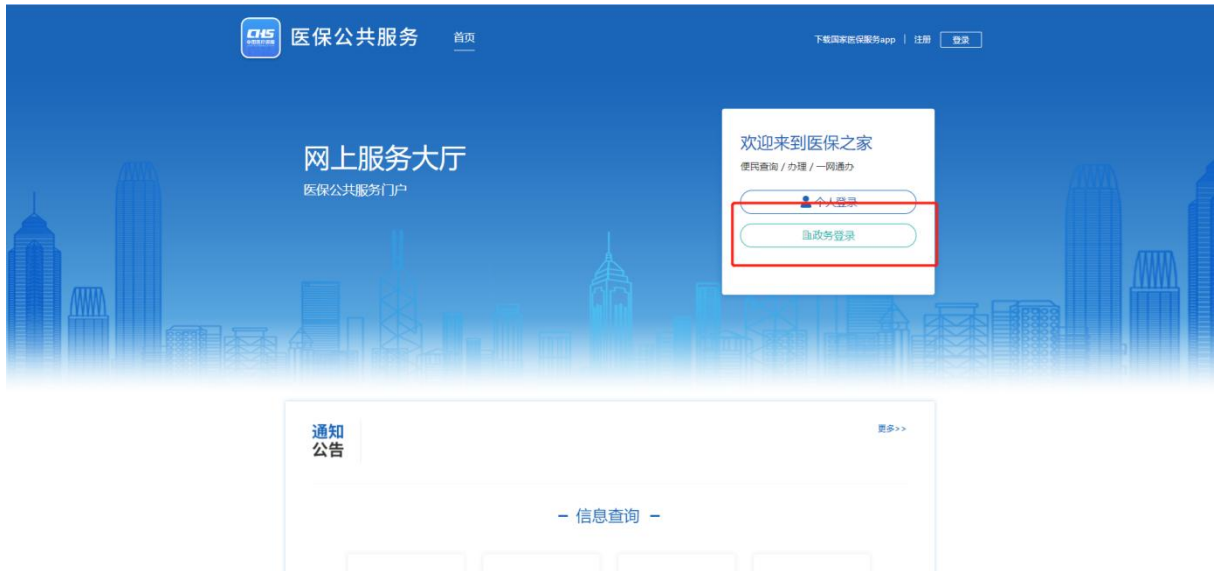 CHS
医保公共服务
首页
下载国家医保服务app | 注册 登录
网上服务大厅
医保公共服务门户
欢迎来到医保之家
便民查询 / 办理 / 一网通办
个人登录
政务登录
通知
公告
更多>>
信息查询